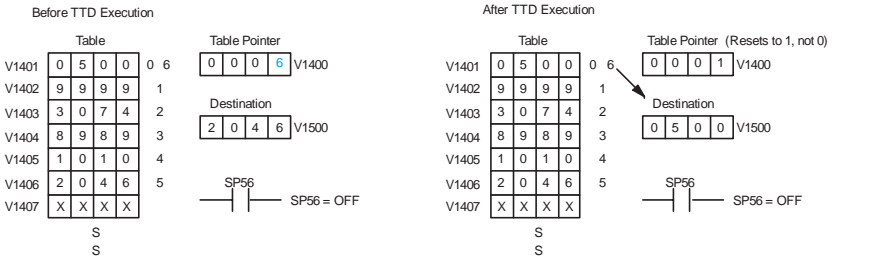 Before TTD Execution
Table
Table Pointer
V1401 0 5 0 0 0 6
0 0 0 6 V1400
V1402 9 9 9 9 1
V1403 3 0 7 4 2
Destination
V1404 8 9 8 9 3
2 0 4 6 V1500
V1405 1 0 1 0 4
V1406 2 0 4 6 5
V1407 X X X X
SP56
SP56 = OFF
S
S
After TTD Execution
Table
Table Pointer (Resets to 1, not 0)
V1401 0 5 0 0 0 6
0 0 0 1 V1400
V1402 9 9 9 9 1
V1403 3 0 7 4 2
Destination
V1404 8 9 8 9 3
0 5 0 0 V1500
V1405 1 0 1 0 4
V1406 2 0 4 6 5
V1407 X X X X
SP56
SP56 = OFF
S
S